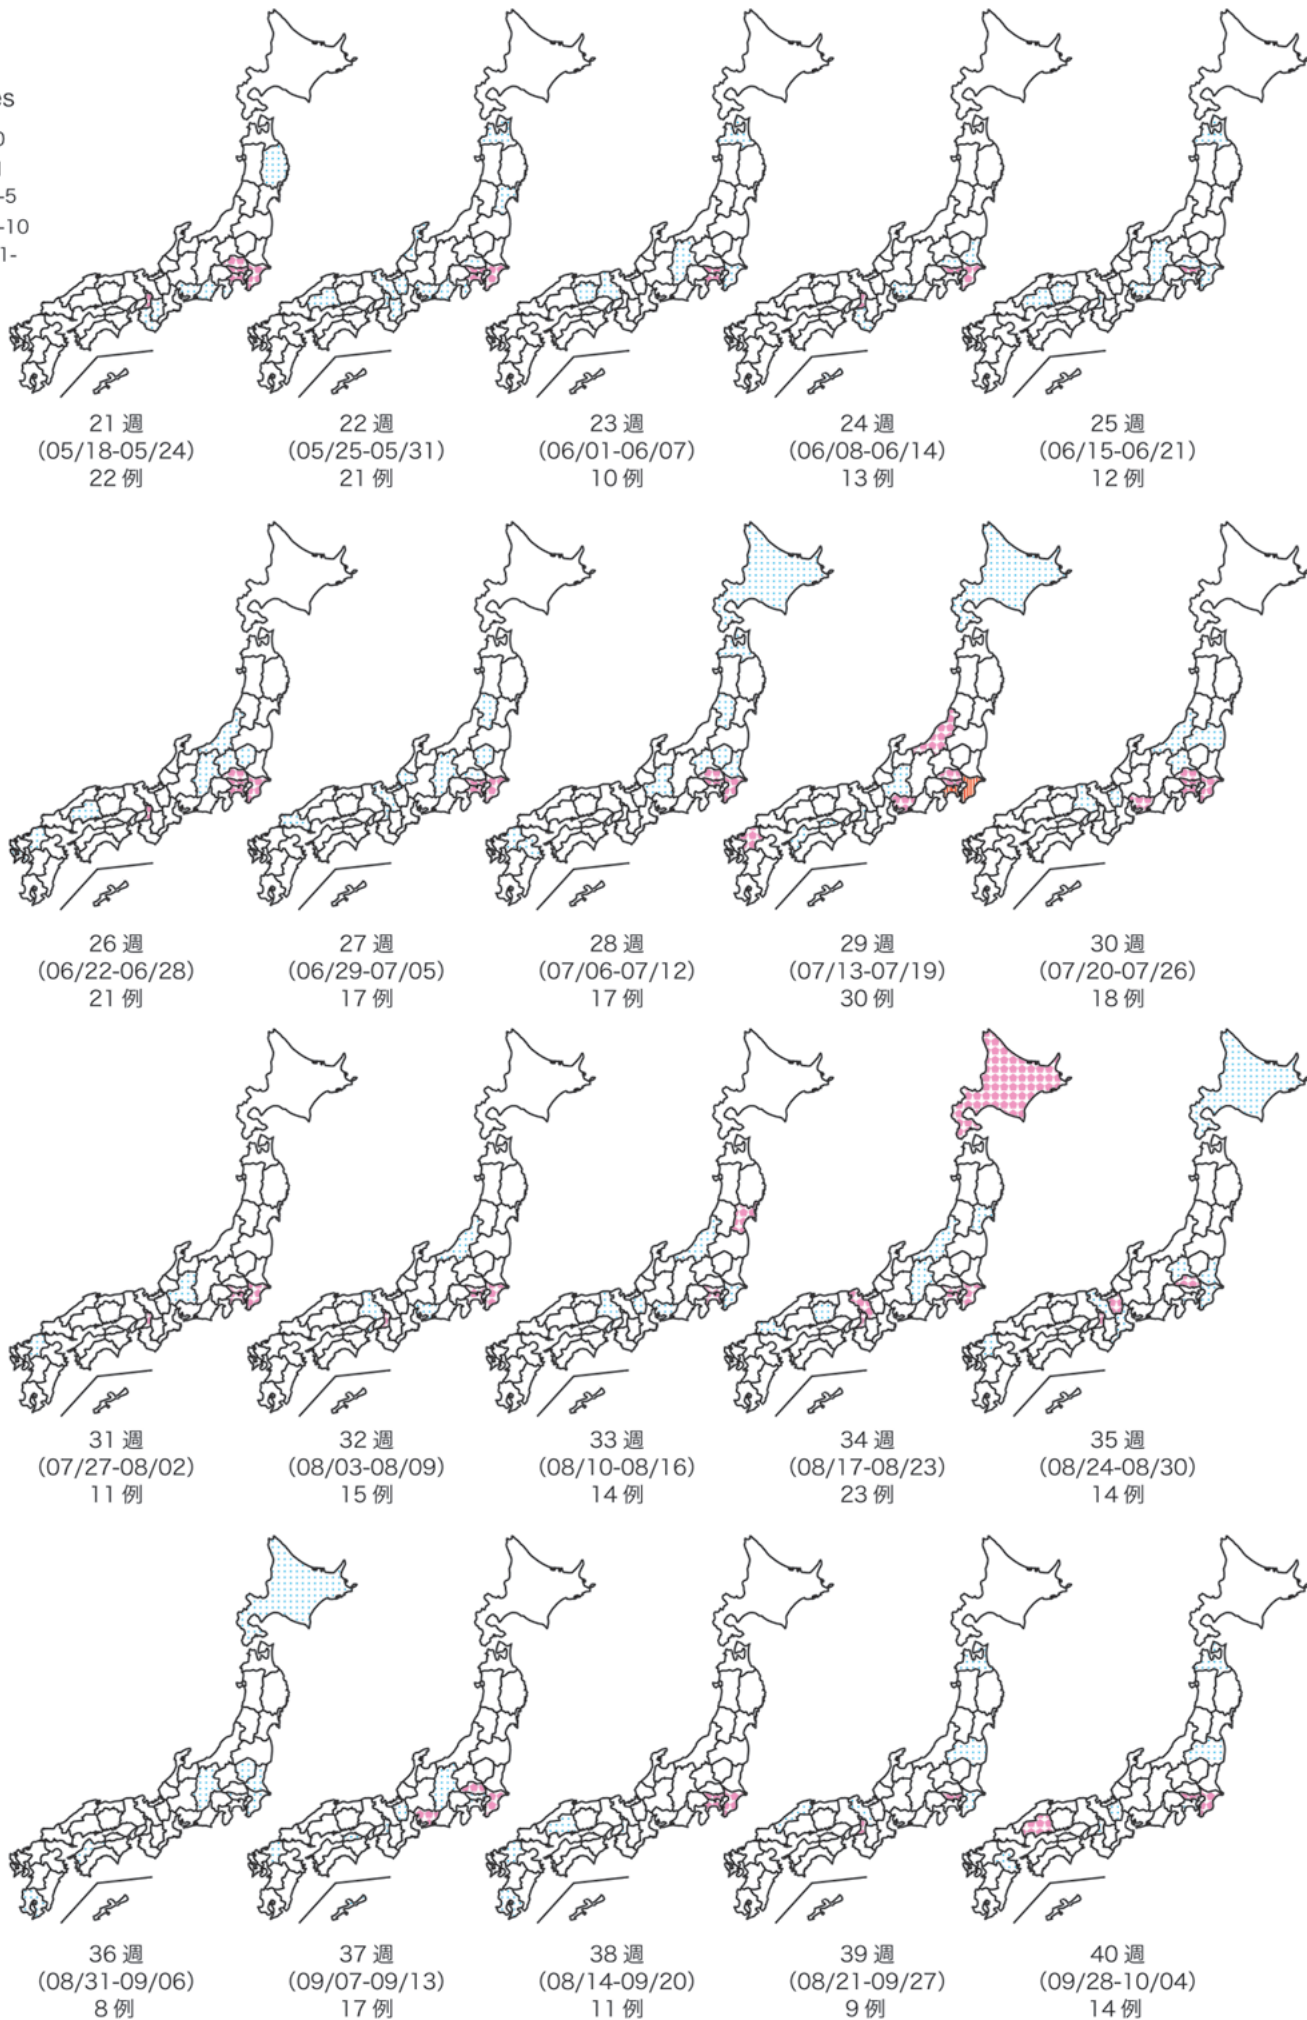 es
0
1
-5
-10
1-
21 週
(05/18-05/24)
22 例
22 週
(05/25-05/31)
21 例
23 週
(06/01-06/07)
10 例
24 週
(06/08-06/14)
13 例
25 週
(06/15-06/21)
12 例
26 週
(06/22-06/28)
21 例
27 週
(06/29-07/05)
17 例
28 週
(07/06-07/12)
17 例
29 週
(07/13-07/19)
30 例
30 週
(07/20-07/26)
18 例
31 週
(07/27-08/02)
11 例
32 週
(08/03-08/09)
15 例
33 週
(08/10-08/16)
14 例
34 週
(08/17-08/23)
23 例
35 週
(08/24-08/30)
14 例
36 週
(08/31-09/06)
8 例
37 週
(09/07-09/13)
17 例
38 週
(08/14-09/20)
11 例
39 週
(08/21-09/27)
9 例
40 週
(09/28-10/04)
14 例